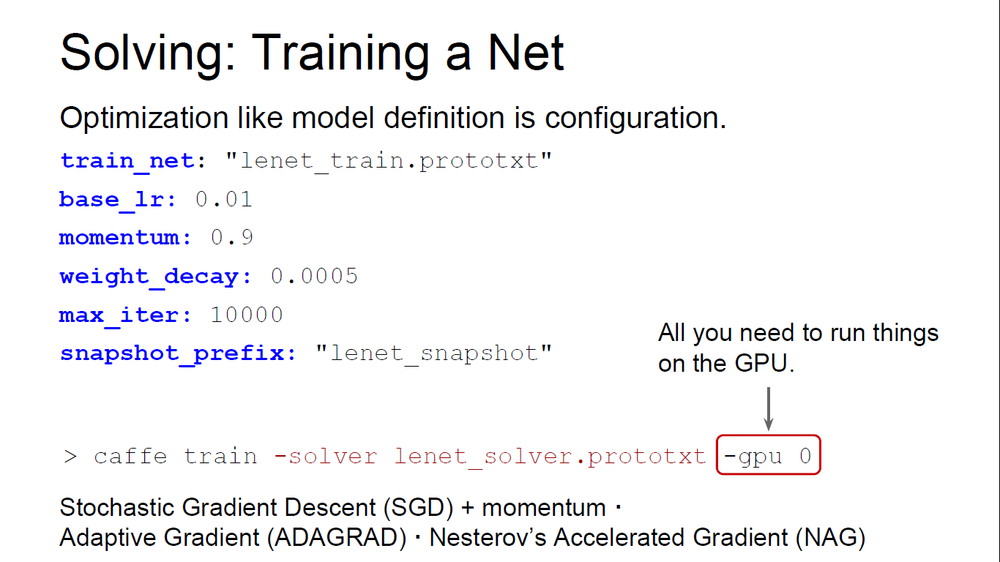 Solving: Training a Net
Optimization like model definition is configuration.
train_net: "lenet_train.prototxt"
base_lr: 0.01
momentum: 0.9
weight_decay: 0.0005
max_iter: 10000
snapshot_prefix: "lenet_snapshot"
All you need to run things
on the GPU.
> caffe train -solver lenet_solver.prototxt -gpu 0
Stochastic Gradient Descent (SGD) + momentum ·
Adaptive Gradient (ADAGRAD) · Nesterov’s Accelerated Gradient (NAG)